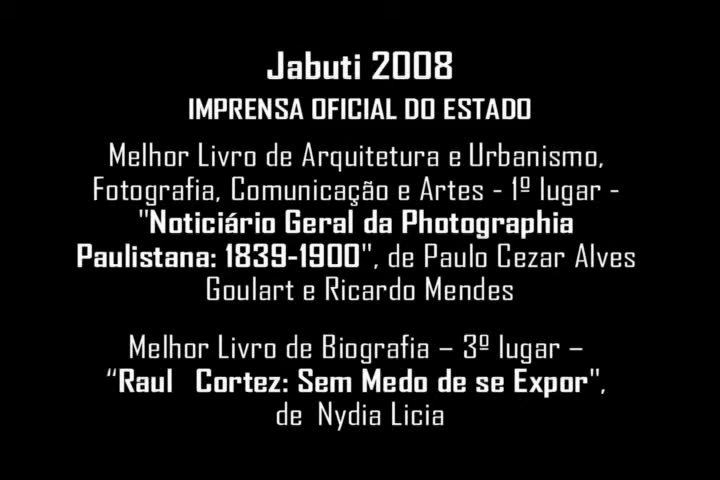 Jabuti 2008
IMPRENSA OFICIAL DO ESTADO
Melhor Livro de Arquitetura e Urbanismo,
Fotografia, Comunicação e Artes - 1º lugar -
"Noticiário Geral da Photographia
Paulistana: 1839-1900", de Paulo Cezar Alves
Goulart e Ricardo Mendes
Melhor Livro de Biografia – 3º lugar –
“Raul Cortez: Sem Medo de se Expor",
de Nydia Licia